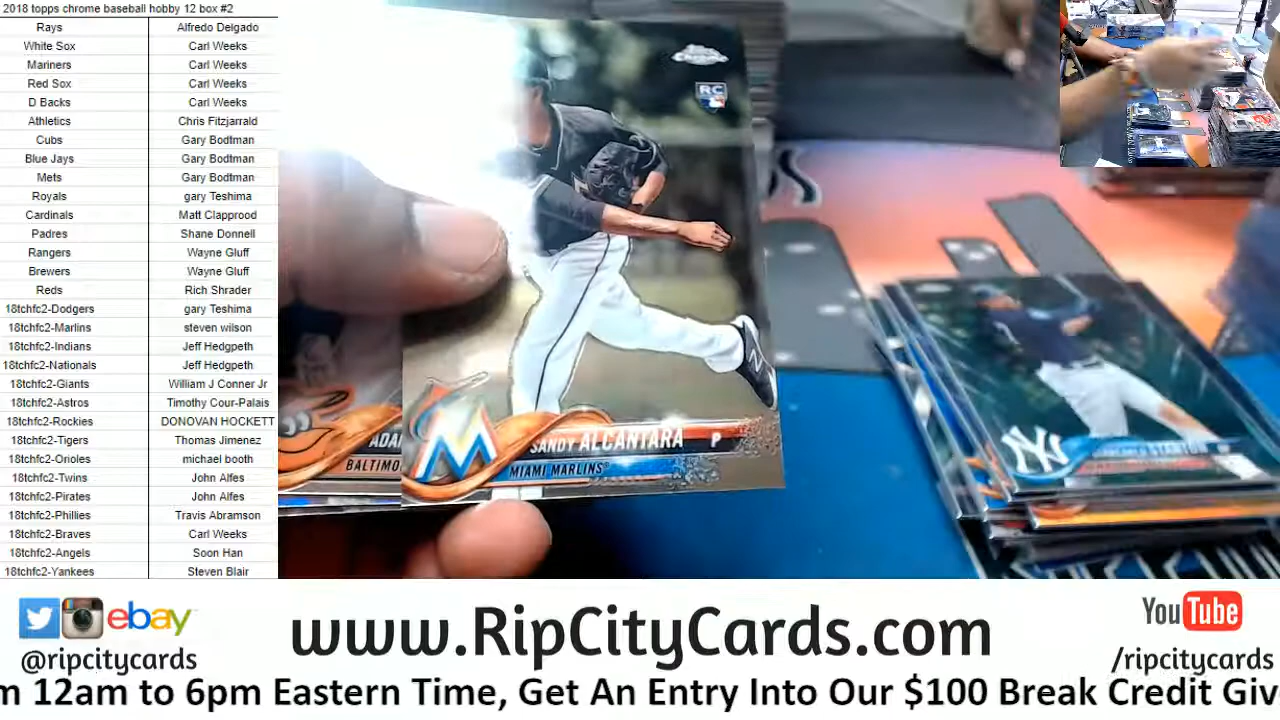 2018 topps chrome baseball hobby 12 box #2
Rays Alfredo Delgado
White Sox Carl Weeks
Mariners Carl Weeks
Red Sox Carl Weeks
D Backs Carl Weeks
Athletics Chris Fitzjarrald
Cubs Gary Bodtman
Blue Jays Gary Bodtman
Mets Gary Bodtman
Royals gary Teshima
Cardinals Matt Clapprood
Padres Shane Donnell
Rangers Wayne Gluff
Brewers Wayne Gluff
Reds Rich Shrader
18tchfc2-Dodgers gary Teshima
18tchfc2-Marlins steven wilson
18tchfc2-Indians Jeff Hedgpeth
18tchfc2-Nationals Jeff Hedgpeth
18tchfc2-Giants William J Conner Jr
18tchfc2-Astros Timothy Cour-Palais
18tchfc2-Rockies DONOVAN HOCKETT
18tchfc2-Tigers Thomas Jimenez
18tchfc2-Orioles michael booth
18tchfc2-Twins John Alfes
18tchfc2-Pirates John Alfes
18tchfc2-Phillies Travis Abramson
18tchfc2-Braves Carl Weeks
18tchfc2-Angels Soon Han
18tchfc2-Yankees Steven Blair
RC
SANDY ALCANTARA P
MIAMI MARLINS
ADA
BALTIMO
STANTON
NY
ebay
@ripcitycards
www.RipCityCards.com
YouTube
/ripcitycards
m 12am to 6pm Eastern Time, Get An Entry Into Our $100 Break Credit Giv